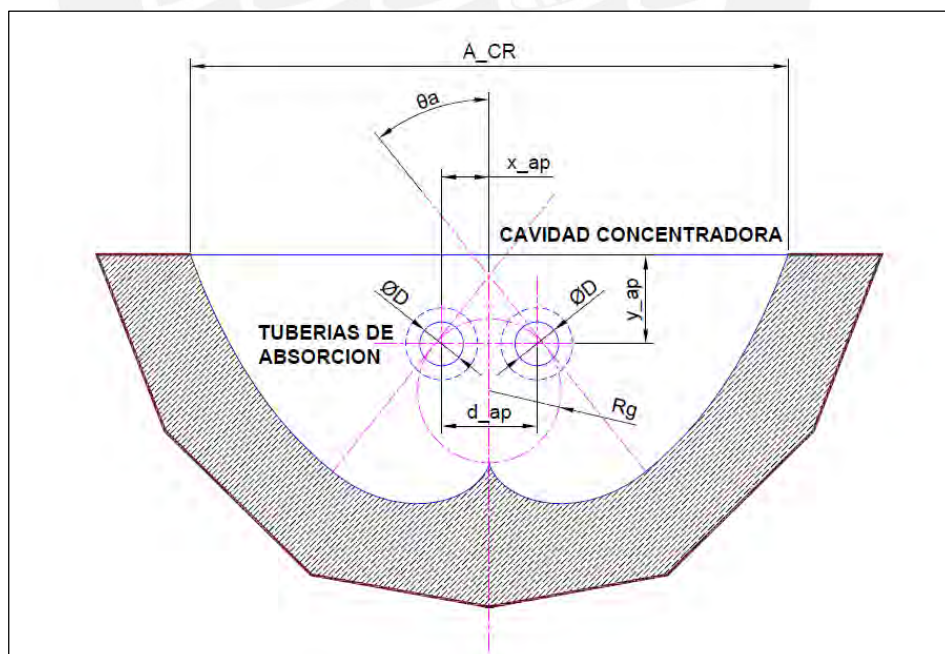 A_CR
θa
x_ap
CAVIDAD CONCENTRADORA
ØD
ØD
y_ap
TUBERIAS DE
ABSORCION
d_ap
Rg